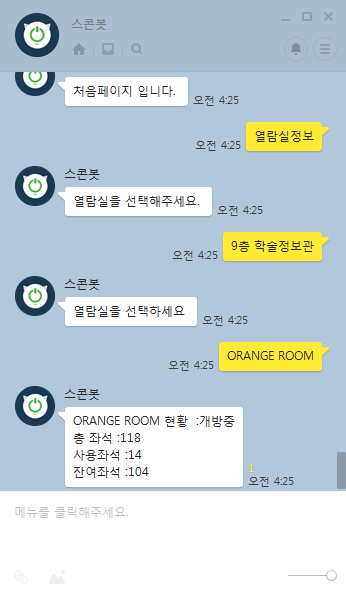 스콘봇
처음페이지 입니다.
오전 4:25
열람실정보
오전 4:25
스콘봇
열람실을 선택해주세요.
오전 4:25
9층 학술정보관
오전 4:25
스콘봇
열람실을 선택하세요
오전 4:25
ORANGE ROOM
오전 4:25
스콘봇
ORANGE ROOM 현황 :개방중
총 좌석 :118
사용좌석 :14
잔여좌석 :104
1
오전 4:25
메뉴를 클릭해주세요.